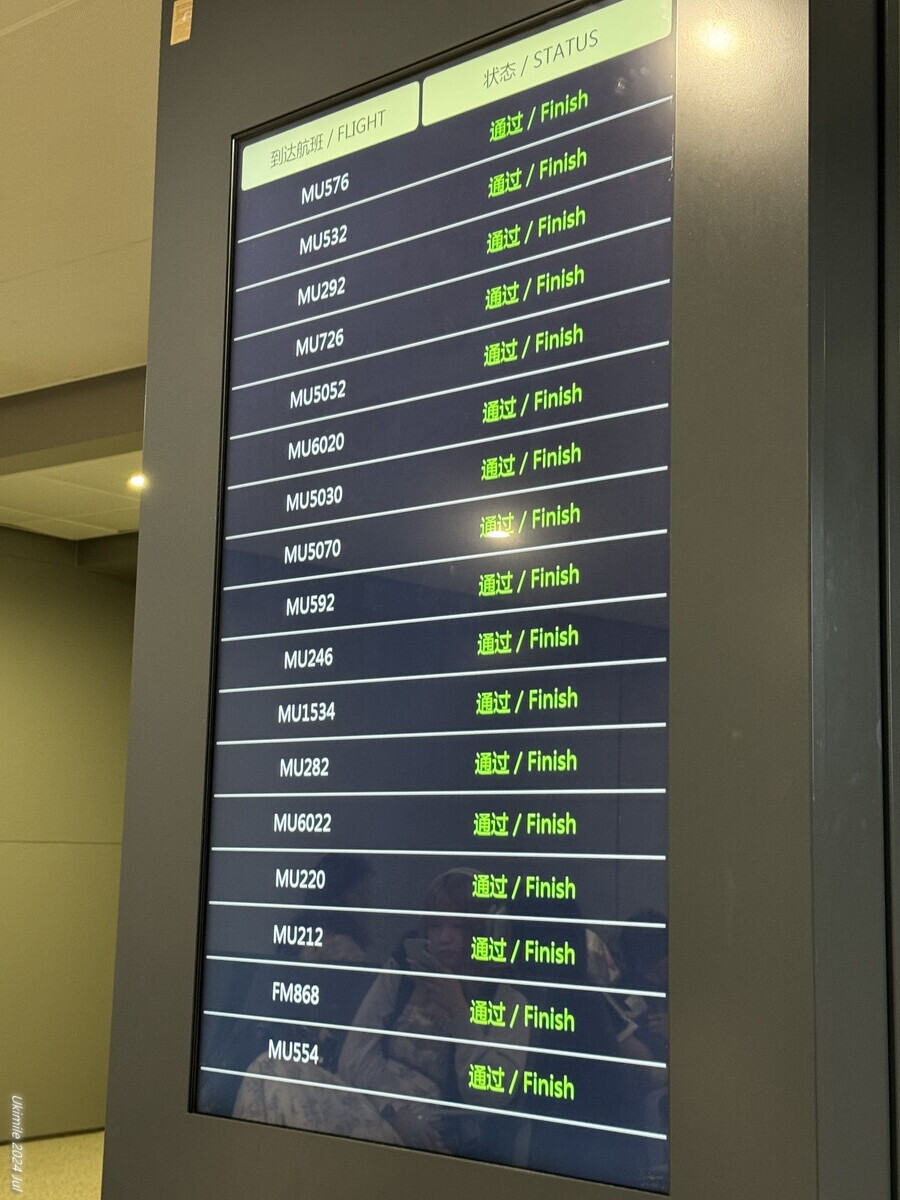 到达航班 / FLIGHT 状态 / STATUS
MU576 通过 / Finish
MU532 通过 / Finish
MU292 通过 / Finish
MU726 通过 / Finish
MU5052 通过 / Finish
MU6020 通过 / Finish
MU5030 通过 / Finish
MU5070 通过 / Finish
MU592 通过 / Finish
MU246 通过 / Finish
MU1534 通过 / Finish
MU282 通过 / Finish
MU6022 通过 / Finish
MU220 通过 / Finish
MU212 通过 / Finish
FM868 通过 / Finish
MU554 通过 / Finish
Ukimile 2024 Jul